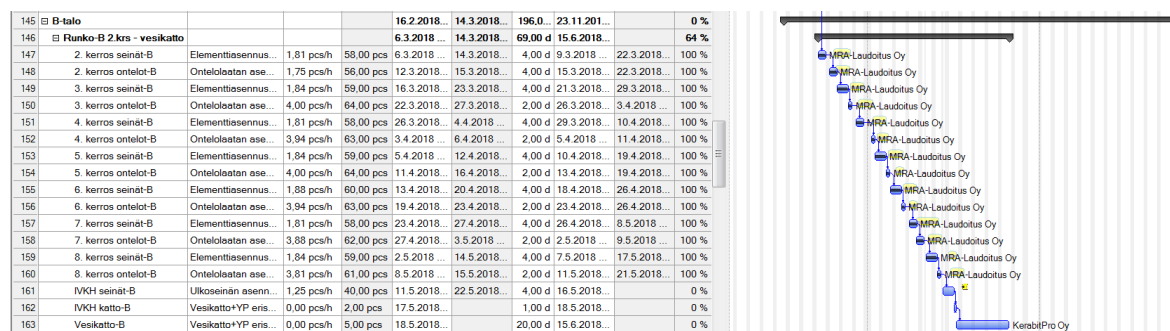 145 B-talo 16.2.2018... 14.3.2018... 196,0... 23.11.201... 0 %
146 Runko-B 2.krs - vesikatto 6.3.2018 ... 14.3.2018... 69,00 d 15.6.2018... 64 %
147 2. kerros seinät-B Elementtiasennus... 1,81 pcs/h 58,00 pcs 6.3.2018 ... 14.3.2018... 4,00 d 9.3.2018 ... 22.3.2018... 100 % MRA-Laudoitus Oy
148 2. kerros ontelot-B Ontelolaatan ase... 1,75 pcs/h 56,00 pcs 12.3.2018... 15.3.2018... 2,00 d 15.3.2018... 22.3.2018... 100 % MRA-Laudoitus Oy
149 3. kerros seinät-B Elementtiasennus... 1,84 pcs/h 59,00 pcs 16.3.2018... 23.3.2018... 4,00 d 21.3.2018... 29.3.2018... 100 % MRA-Laudoitus Oy
150 3. kerros ontelot-B Ontelolaatan ase... 4,00 pcs/h 64,00 pcs 22.3.2018... 27.3.2018... 2,00 d 26.3.2018... 3.4.2018 ... 100 % MRA-Laudoitus Oy
151 4. kerros seinät-B Elementtiasennus... 1,81 pcs/h 58,00 pcs 26.3.2018... 4.4.2018 ... 4,00 d 29.3.2018... 10.4.2018... 100 % MRA-Laudoitus Oy
152 4. kerros ontelot-B Ontelolaatan ase... 3,94 pcs/h 63,00 pcs 3.4.2018 ... 6.4.2018 ... 2,00 d 5.4.2018 ... 11.4.2018... 100 % MRA-Laudoitus Oy
153 5. kerros seinät-B Elementtiasennus... 1,84 pcs/h 59,00 pcs 5.4.2018 ... 12.4.2018... 4,00 d 10.4.2018... 19.4.2018... 100 % MRA-Laudoitus Oy
154 5. kerros ontelot-B Ontelolaatan ase... 4,00 pcs/h 64,00 pcs 11.4.2018... 16.4.2018... 2,00 d 13.4.2018... 19.4.2018... 100 % MRA-Laudoitus Oy
155 6. kerros seinät-B Elementtiasennus... 1,88 pcs/h 60,00 pcs 13.4.2018... 20.4.2018... 4,00 d 18.4.2018... 26.4.2018... 100 % MRA-Laudoitus Oy
156 6. kerros ontelot-B Ontelolaatan ase... 3,94 pcs/h 63,00 pcs 19.4.2018... 23.4.2018... 2,00 d 23.4.2018... 26.4.2018... 100 % MRA-Laudoitus Oy
157 7. kerros seinät-B Elementtiasennus... 1,81 pcs/h 58,00 pcs 23.4.2018... 27.4.2018... 4,00 d 26.4.2018... 8.5.2018 ... 100 % MRA-Laudoitus Oy
158 7. kerros ontelot-B Ontelolaatan ase... 3,88 pcs/h 62,00 pcs 27.4.2018... 3.5.2018 ... 2,00 d 2.5.2018 ... 9.5.2018 ... 100 % MRA-Laudoitus Oy
159 8. kerros seinät-B Elementtiasennus... 1,84 pcs/h 59,00 pcs 2.5.2018 ... 14.5.2018... 4,00 d 7.5.2018 ... 17.5.2018... 100 % MRA-Laudoitus Oy
160 8. kerros ontelot-B Ontelolaatan ase... 3,81 pcs/h 61,00 pcs 8.5.2018 ... 15.5.2018... 2,00 d 11.5.2018... 21.5.2018... 100 % MRA-Laudoitus Oy
161 IVKH seinät-B Ulkoseinän asenn... 1,25 pcs/h 40,00 pcs 11.5.2018... 22.5.2018... 4,00 d 16.5.2018... 0 %
162 IVKH katto-B Vesikatto+YP eris... 0,00 pcs/h 2,00 pcs 17.5.2018... 1,00 d 18.5.2018... 0 %
163 Vesikatto-B Vesikatto+YP eris... 0,00 pcs/h 5,00 pcs 18.5.2018... 20,00 d 15.6.2018... 0 % KerabitPro Oy